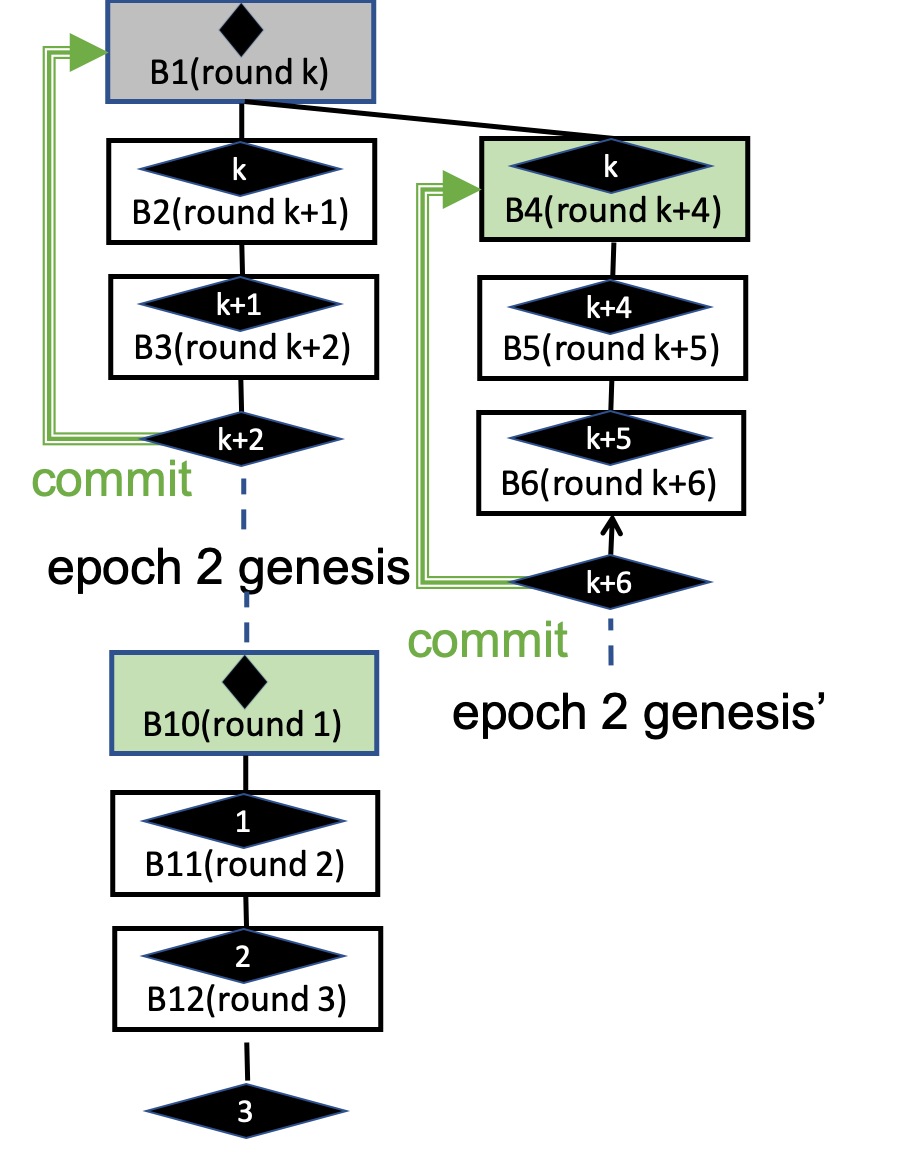 B1(round k)
k
B2(round k+1)
k+1
B3(round k+2)
k+2
commit
epoch 2 genesis
k
B4(round k+4)
k+4
B5(round k+5)
k+5
B6(round k+6)
k+6
commit
epoch 2 genesis’
B10(round 1)
1
B11(round 2)
2
B12(round 3)
3